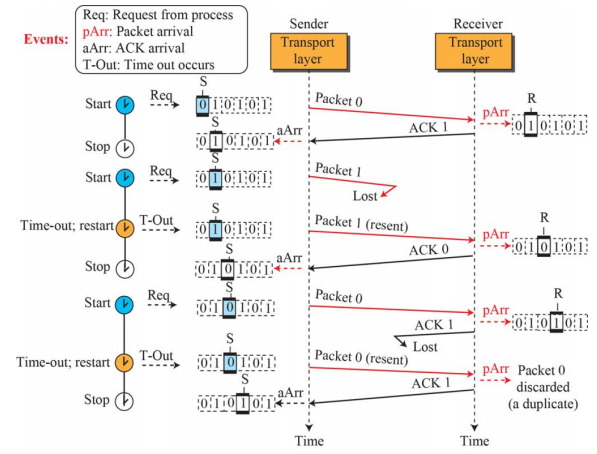 Events:
Req: Request from process
pArr: Packet arrival
aArr: ACK arrival
T-Out: Time out occurs
Sender
Transport
layer
Receiver
Transport
layer
Start
Req
S
0 1 0 1 0 1
Packet 0
pArr
R
0 1 0 1 0 1
Stop
S
0 1 0 1 0 1
aArr
ACK 1
Start
Req
S
0 1 0 1 0 1
Packet 1
Lost
Time-out; restart
T-Out
S
0 1 0 1 0 1
Packet 1 (resent)
pArr
R
0 1 0 1 0 1
Stop
S
0 1 0 1 0 1
aArr
ACK 0
Start
Req
S
0 1 0 1 0 1
Packet 0
pArr
R
0 1 0 1 0 1
ACK 1
Lost
Time-out; restart
T-Out
S
0 1 0 1 0 1
Packet 0 (resent)
pArr
Packet 0
discarded
(a duplicate)
Stop
S
0 1 0 1 0 1
aArr
ACK 1
Time
Time